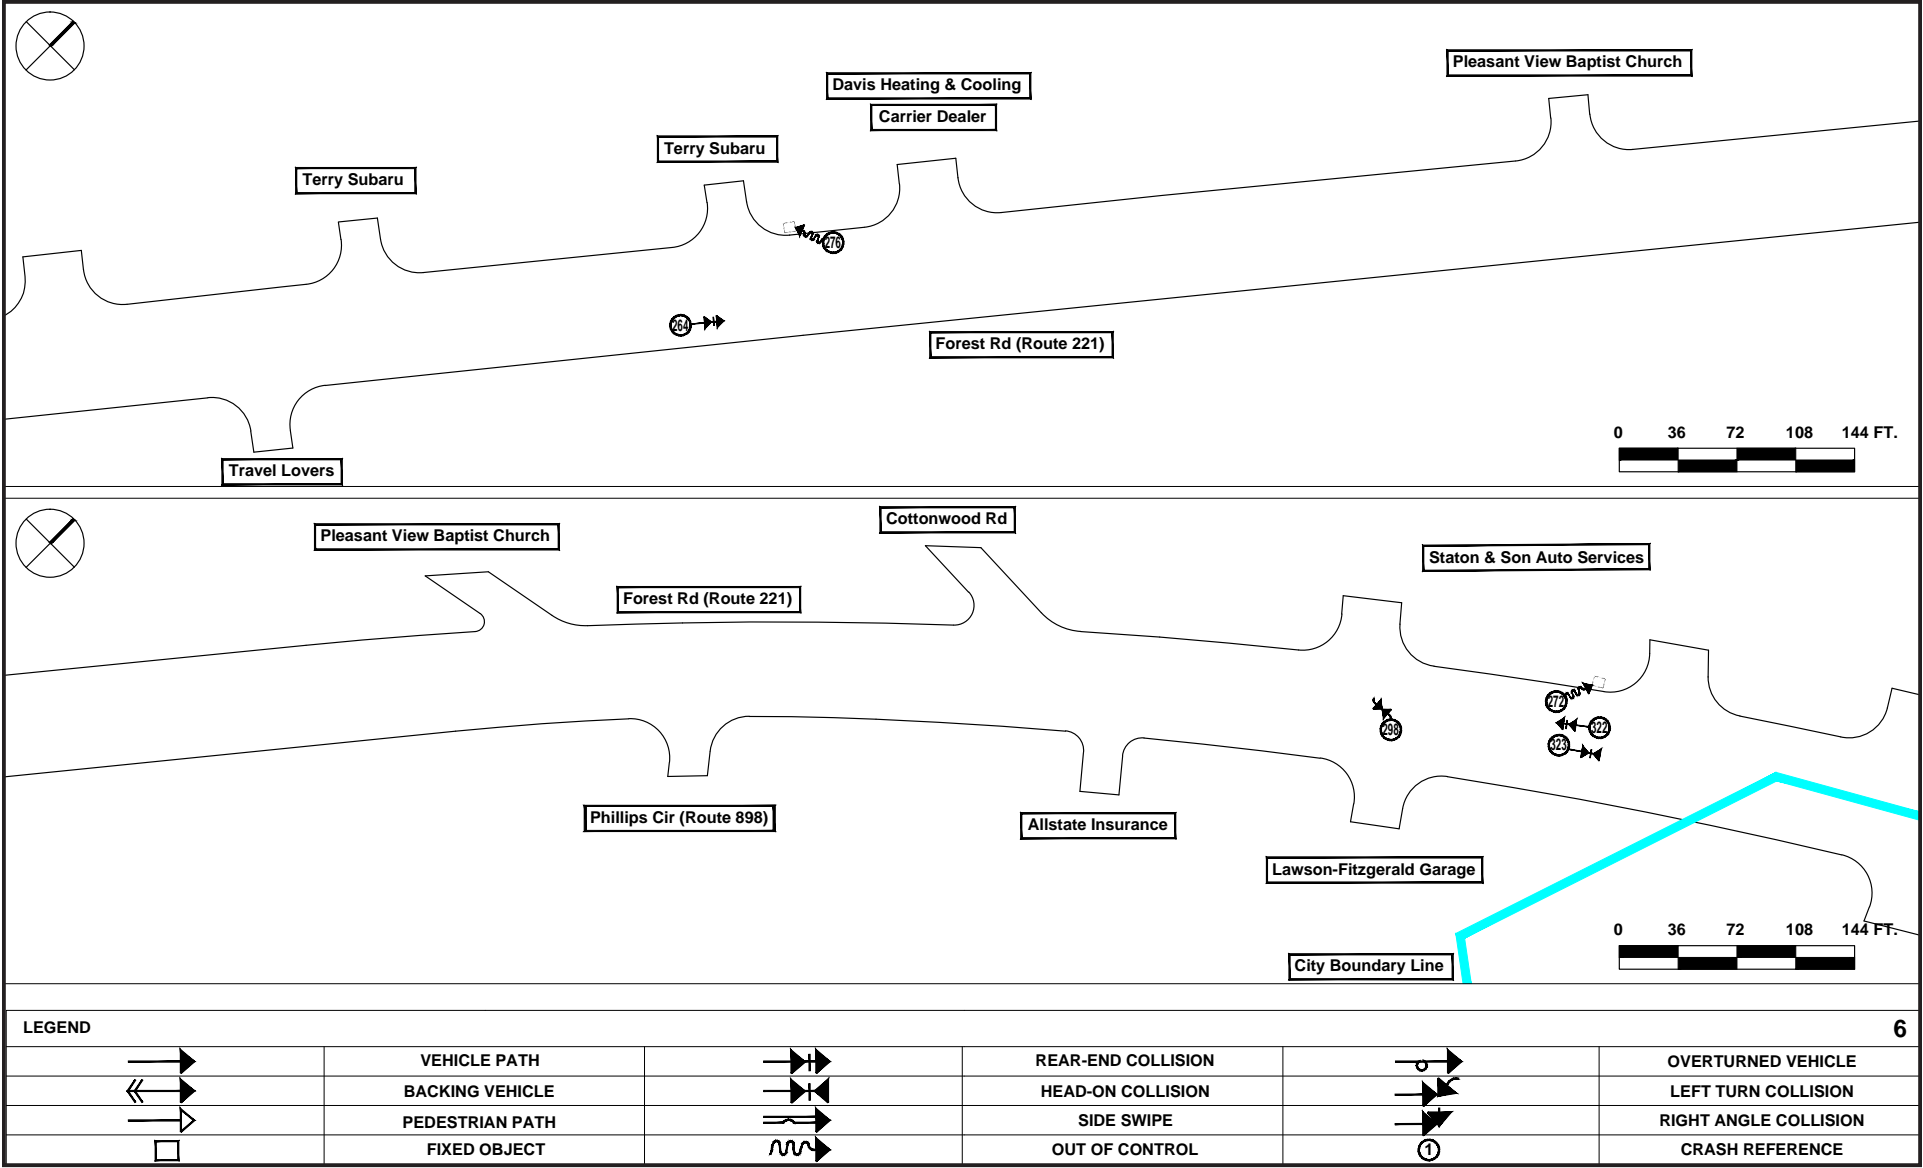 Pleasant View Baptist Church
Davis Heating & Cooling
Carrier Dealer
Terry Subaru
Terry Subaru
276
264
Forest Rd (Route 221)
0 36 72 108 144 FT.
Travel Lovers
Cottonwood Rd
Pleasant View Baptist Church
Staton & Son Auto Services
Forest Rd (Route 221)
272
298
322
323
Phillips Cir (Route 898)
Allstate Insurance
Lawson-Fitzgerald Garage
0 36 72 108 144 FT.
City Boundary Line
LEGEND
6
VEHICLE PATH
REAR-END COLLISION
OVERTURNED VEHICLE
BACKING VEHICLE
HEAD-ON COLLISION
LEFT TURN COLLISION
PEDESTRIAN PATH
SIDE SWIPE
RIGHT ANGLE COLLISION
FIXED OBJECT
OUT OF CONTROL
1
CRASH REFERENCE